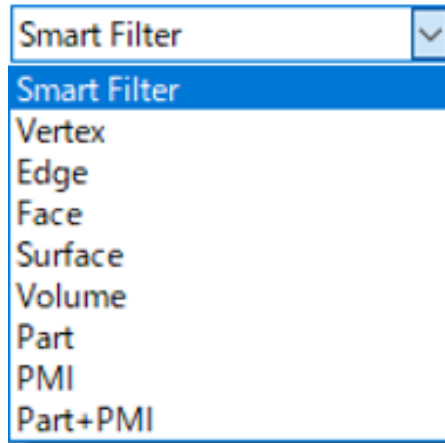 Smart Filter
Smart Filter
Vertex
Edge
Face
Surface
Volume
Part
PMI
Part+PMI